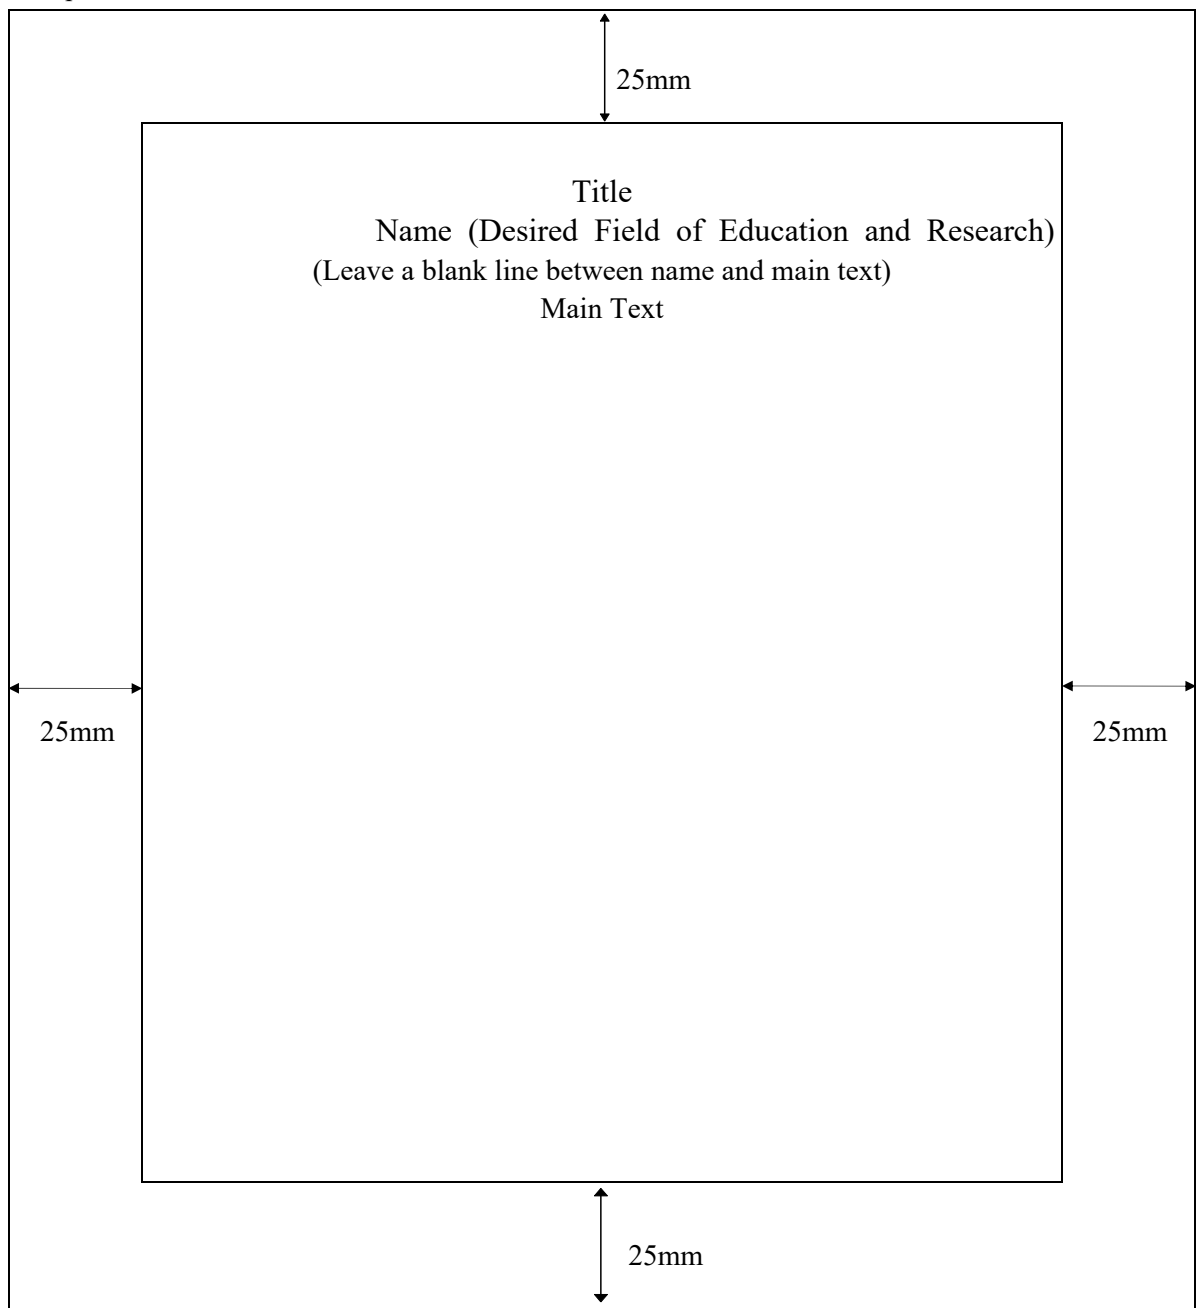 25mm
Title
Name (Desired Field of Education and Research)
(Leave a blank line between name and main text)
Main Text
25mm
25mm
25mm